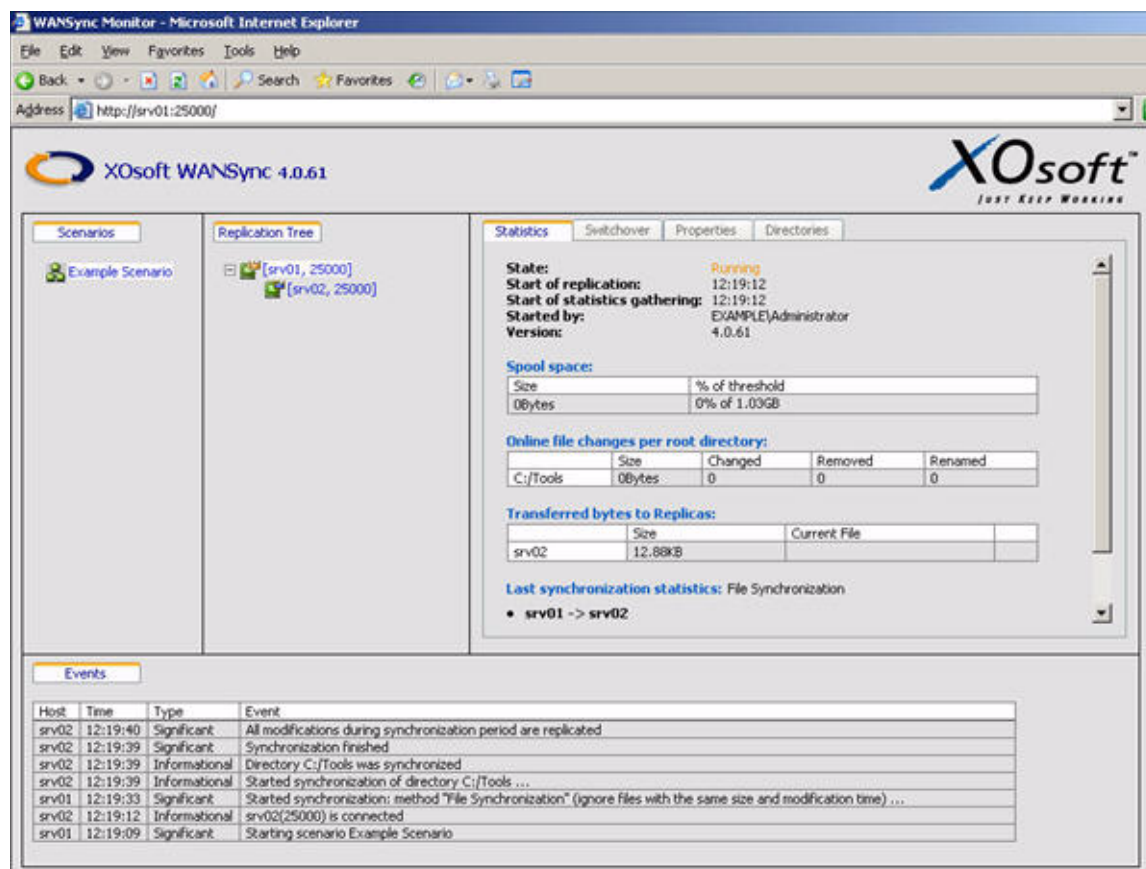 WANSync Monitor - Microsoft Internet Explorer
File Edit View Favorites Tools Help
Back Search Favorites
Address http://srv01:25000/
XOsoft WANSync 4.0.61
XOsoft™
JUST KEEP WORKING
Scenarios
Example Scenario
Replication Tree
[srv01, 25000]
[srv02, 25000]
Statistics Switchover Properties Directories
State: Running
Start of replication: 12:19:12
Start of statistics gathering: 12:19:12
Started by: EXAMPLE\Administrator
Version: 4.0.61
Spool space:
Size % of threshold
0Bytes 0% of 1.03GB
Online file changes per root directory:
Size Changed Removed Renamed
C:/Tools 0Bytes 0 0 0
Transferred bytes to Replicas:
Size Current File
srv02 12.88KB
Last synchronization statistics: File Synchronization
• srv01 -> srv02
Events
Host Time Type Event
srv02 12:19:40 Significant All modifications during synchronization period are replicated
srv02 12:19:39 Significant Synchronization finished
srv02 12:19:39 Informational Directory C:/Tools was synchronized
srv02 12:19:39 Informational Started synchronization of directory C:/Tools ...
srv01 12:19:33 Significant Started synchronization: method "File Synchronization" (ignore files with the same size and modification time) ...
srv02 12:19:12 Informational srv02(25000) is connected
srv01 12:19:09 Significant Starting scenario Example Scenario